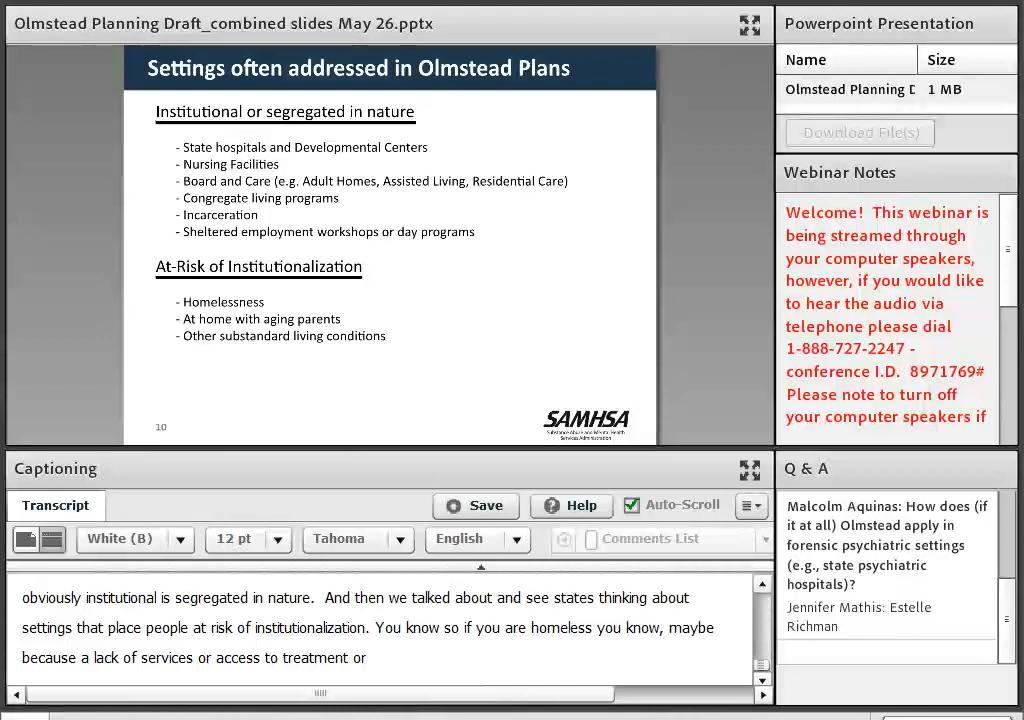 Olmstead Planning Draft_combined slides May 26.pptx
Settings often addressed in Olmstead Plans
Institutional or segregated in nature
- State hospitals and Developmental Centers
- Nursing Facilities
- Board and Care (e.g. Adult Homes, Assisted Living, Residential Care)
- Congregate living programs
- Incarceration
- Sheltered employment workshops or day programs
At-Risk of Institutionalization
- Homelessness
- At home with aging parents
- Other substandard living conditions
10
SAMHSA
Substance Abuse and Mental Health
Services Administration
Powerpoint Presentation
Name Size
Olmstead Planning D 1 MB
Download File(s)
Webinar Notes
Welcome! This webinar is
being streamed through
your computer speakers,
however, if you would like
to hear the audio via
telephone please dial
1-888-727-2247 -
conference I.D. 8971769#
Please note to turn off
your computer speakers if
Captioning
Transcript
Save
Help
Auto-Scroll
White (B)
12 pt
Tahoma
English
Comments List
obviously institutional is segregated in nature. And then we talked about and see states thinking about
settings that place people at risk of institutionalization. You know so if you are homeless you know, maybe
because a lack of services or access to treatment or
Q & A
Malcolm Aquinas: How does (if
it at all) Olmstead apply in
forensic psychiatric settings
(e.g., state psychiatric
hospitals)?
Jennifer Mathis: Estelle
Richman